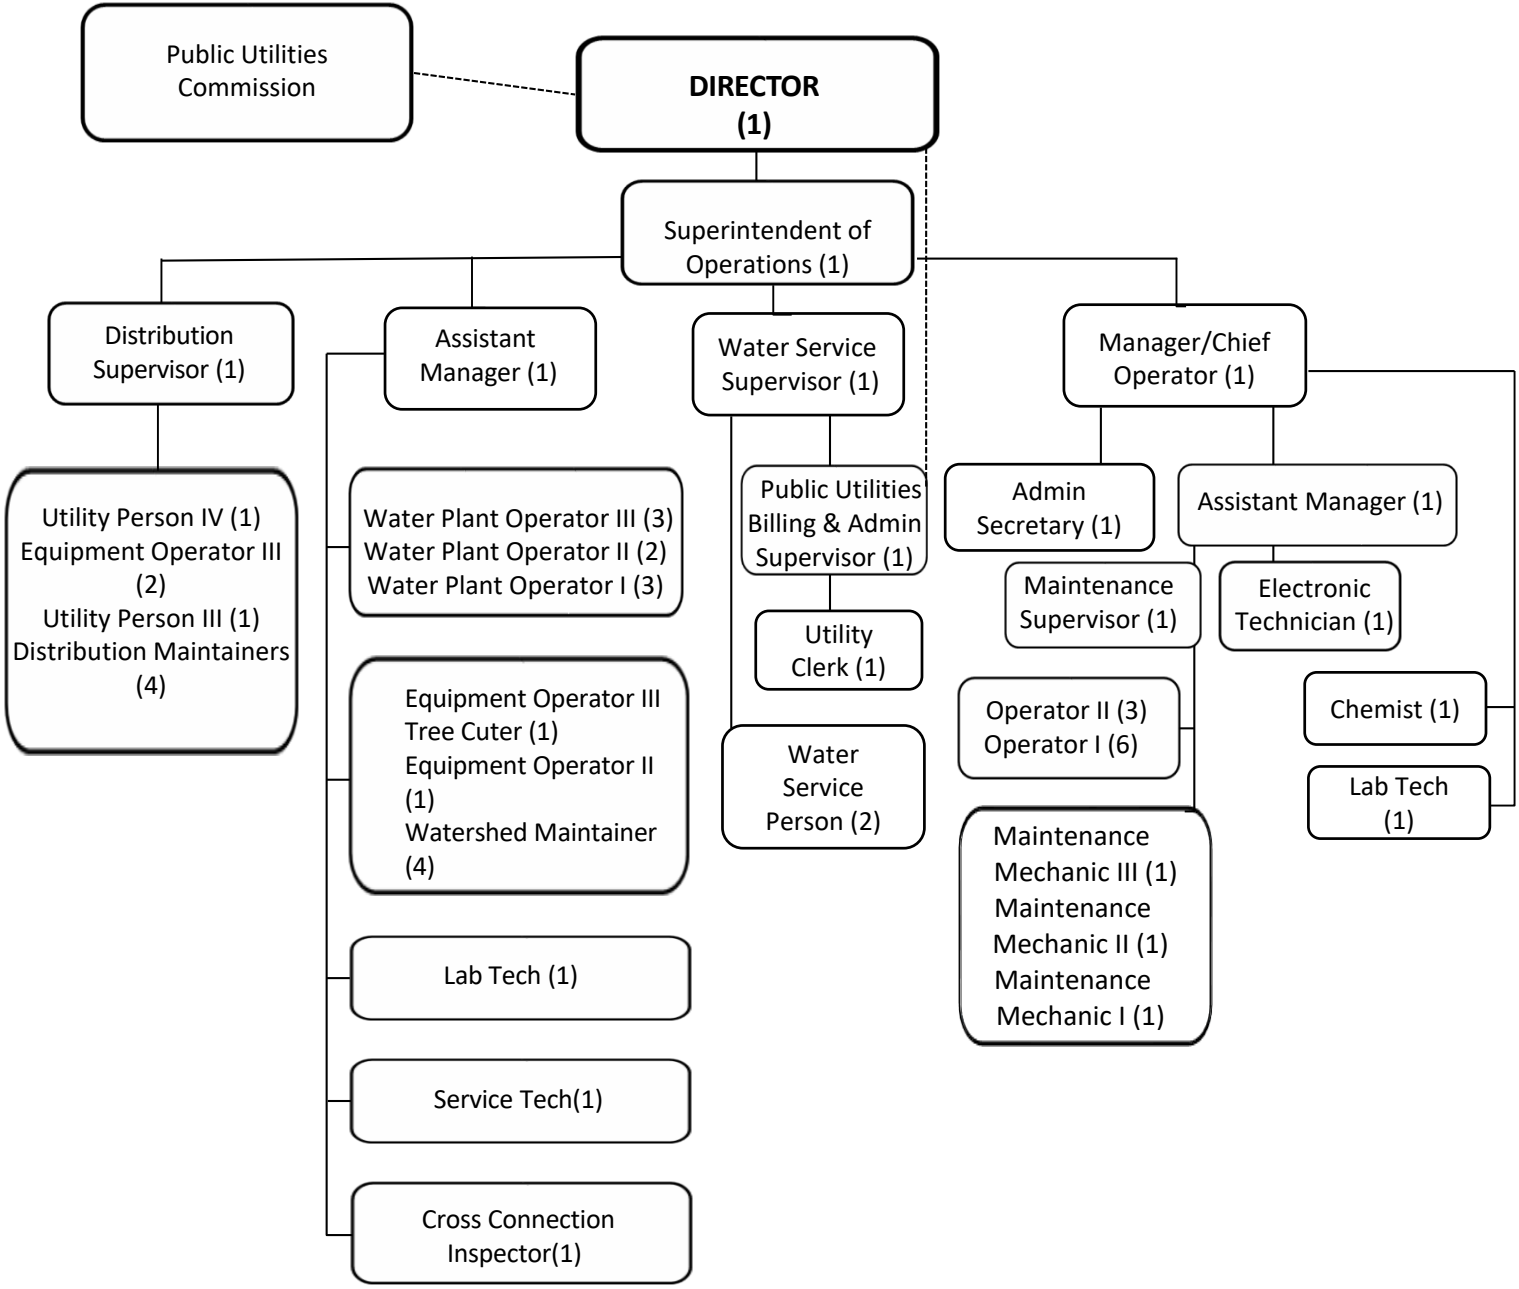 Public Utilities
Commission
DIRECTOR
(1)
Superintendent of
Operations (1)
Distribution
Supervisor (1)
Assistant
Manager (1)
Water Service
Supervisor (1)
Manager/Chief
Operator (1)
Utility Person IV (1)
Equipment Operator III
(2)
Utility Person III (1)
Distribution Maintainers
(4)
Water Plant Operator III (3)
Water Plant Operator II (2)
Water Plant Operator I (3)
Equipment Operator III
Tree Cuter (1)
Equipment Operator II
(1)
Watershed Maintainer
(4)
Lab Tech (1)
Service Tech(1)
Cross Connection
Inspector(1)
Public Utilities
Billing & Admin
Supervisor (1)
Utility
Clerk (1)
Water
Service
Person (2)
Admin
Secretary (1)
Assistant Manager (1)
Maintenance
Supervisor (1)
Electronic
Technician (1)
Operator II (3)
Operator I (6)
Maintenance
Mechanic III (1)
Maintenance
Mechanic II (1)
Maintenance
Mechanic I (1)
Chemist (1)
Lab Tech
(1)